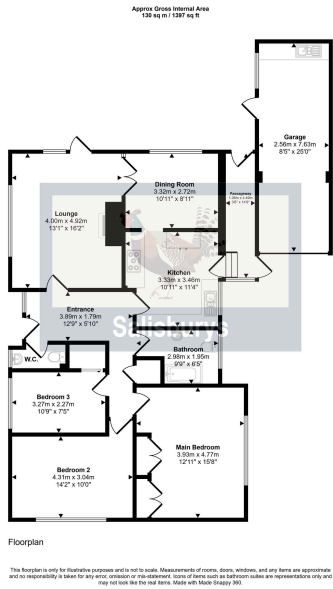 Approx Gross Internal Area
130 sq m / 1397 sq ft
Garage
2.56m x 7.63m
8'5" x 25'0"
Dining Room
3.32m x 2.72m
10'11" x 8'11"
Passageway
Lounge
4.00m x 4.92m
13'1" x 16'2"
Kitchen
3.33m x 3.46m
10'11" x 11'4"
Entrance
3.89m x 1.79m
12'9" x 5'10"
Salisburys
W.C.
Bathroom
2.98m x 1.95m
9'9" x 6'5"
Bedroom 3
3.27m x 2.27m
10'9" x 7'5"
Main Bedroom
3.93m x 4.77m
12'11" x 15'8"
Bedroom 2
4.31m x 3.04m
14'2" x 10'0"
Floorplan
This floorplan is only for illustrative purposes and is not to scale. Measurements of rooms, doors, windows, and any items are approximate
and no responsibility is taken for any error, omission or mis-statement. Icons of items such as bathroom suites are representations only and
may not look like the real items. Made with Made Snappy 360.